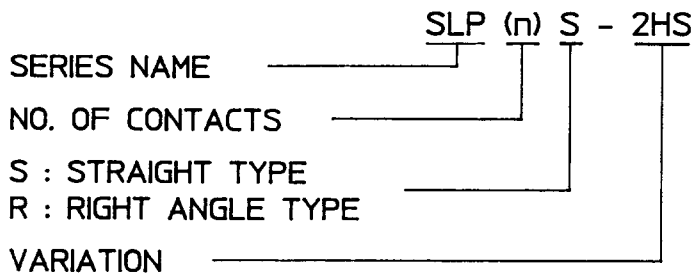 SLP (n) S - 2HS
SERIES NAME
NO. OF CONTACTS
S : STRAIGHT TYPE
R : RIGHT ANGLE TYPE
VARIATION